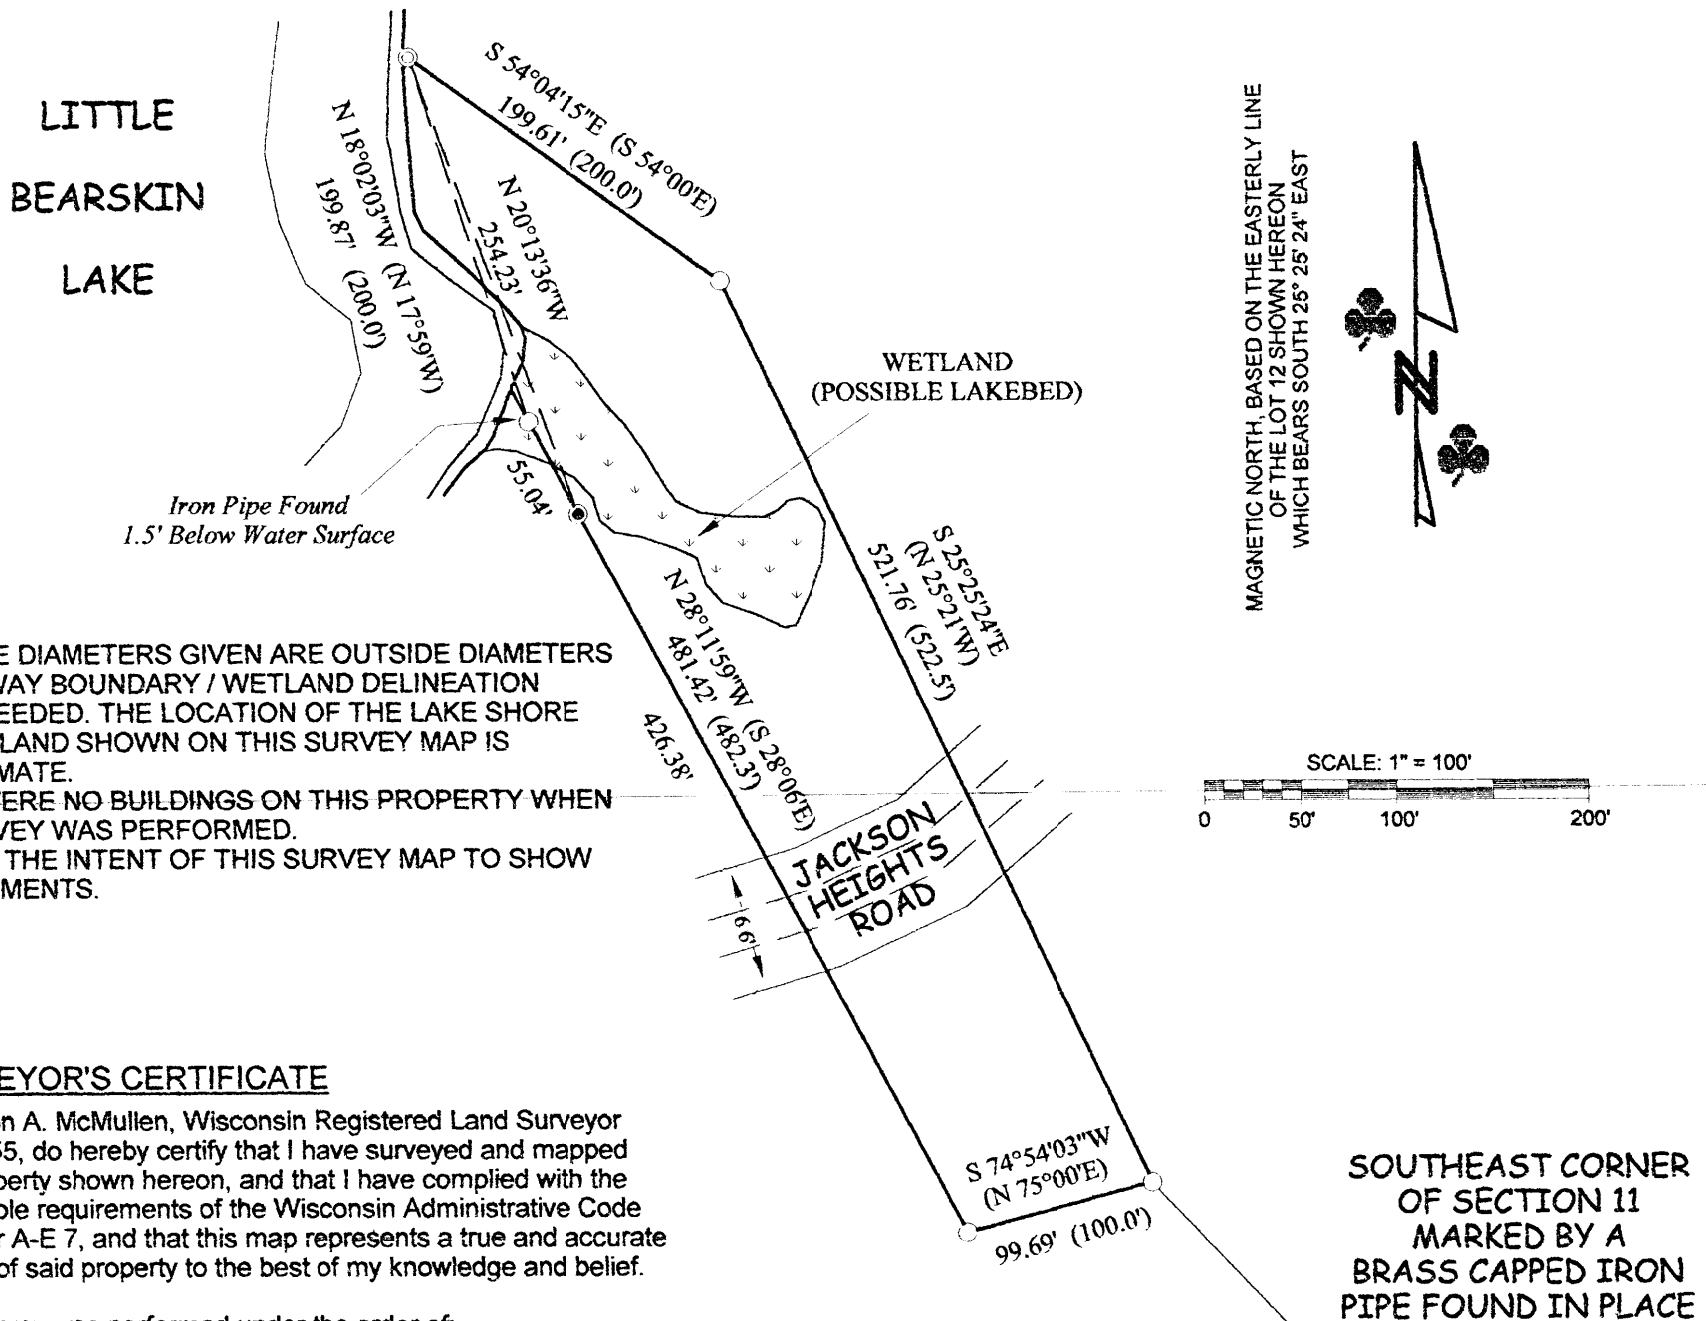 LITTLE
BEARSKIN
LAKE
S 54°04'15"E (S 54°00'E)
199.61' (200.0')
N 18°02'03"W (N 17°59'W)
199.87' (200.0')
N 20°13'36"W
254.23'
WETLAND
(POSSIBLE LAKEBED)
MAGNETIC NORTH, BASED ON THE EASTERLY LINE
OF THE LOT 12 SHOWN HEREON
WHICH BEARS SOUTH 25° 25' 24" EAST
N
Iron Pipe Found
1.5' Below Water Surface
55.04'
S 25°25'24"E
(N 25°21'W)
521.76' (522.5')
N 28°11'59"W (S 28°06'E)
481.42' (482.3')
426.38'
E DIAMETERS GIVEN ARE OUTSIDE DIAMETERS
WAY BOUNDARY / WETLAND DELINEATION
EEDED. THE LOCATION OF THE LAKE SHORE
LAND SHOWN ON THIS SURVEY MAP IS
MATE.
ERE NO BUILDINGS ON THIS PROPERTY WHEN
VEY WAS PERFORMED.
THE INTENT OF THIS SURVEY MAP TO SHOW
MENTS.
SCALE: 1" = 100'
0 50' 100' 200'
JACKSON
HEIGHTS
ROAD
66'
EYOR'S CERTIFICATE
n A. McMullen, Wisconsin Registered Land Surveyor
55, do hereby certify that I have surveyed and mapped
perty shown hereon, and that I have complied with the
ble requirements of the Wisconsin Administrative Code
r A-E 7, and that this map represents a true and accurate
of said property to the best of my knowledge and belief.
performed under the order of:
S 74°54'03"W
(N 75°00'E)
99.69' (100.0')
SOUTHEAST CORNER
OF SECTION 11
MARKED BY A
BRASS CAPPED IRON
PIPE FOUND IN PLACE